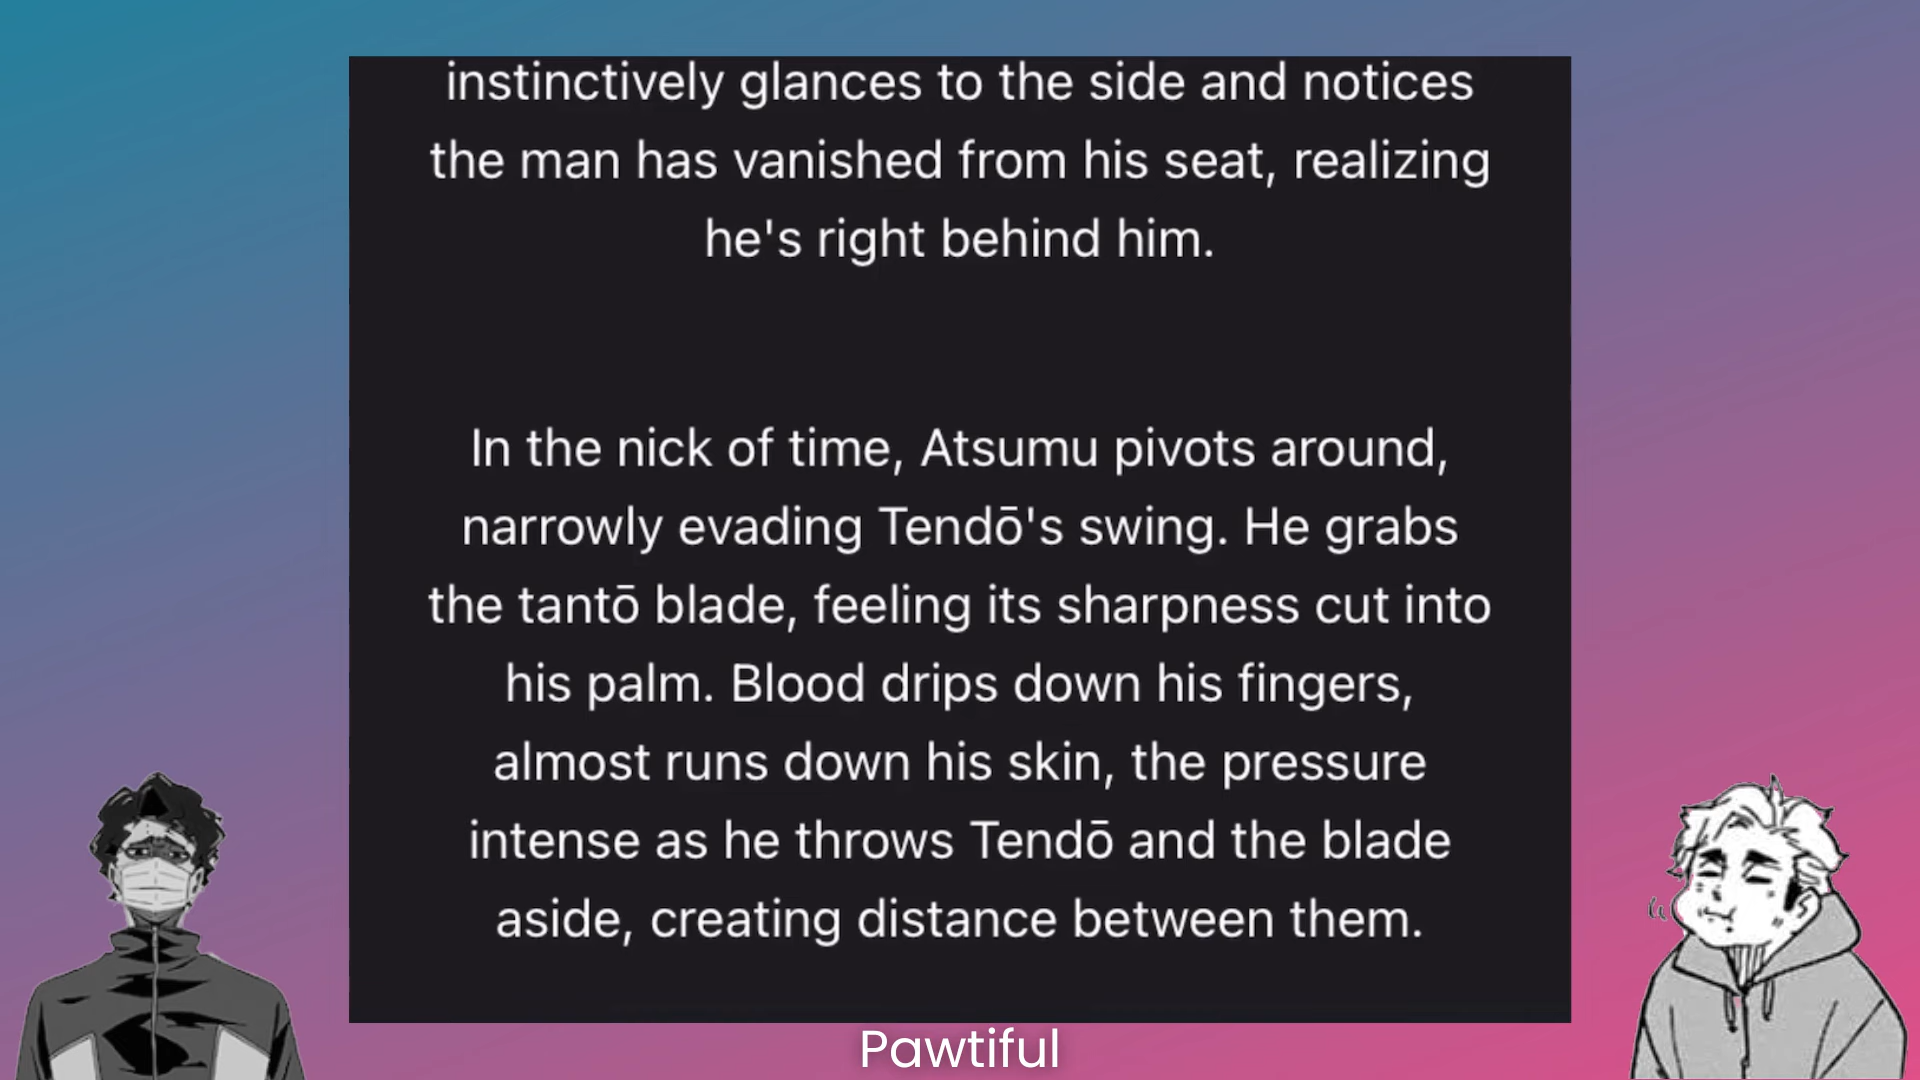 instinctively glances to the side and notices
the man has vanished from his seat, realizing
he's right behind him.
In the nick of time, Atsumu pivots around,
narrowly evading Tendō's swing. He grabs
the tantō blade, feeling its sharpness cut into
his palm. Blood drips down his fingers,
almost runs down his skin, the pressure
intense as he throws Tendō and the blade
aside, creating distance between them.
Pawtiful